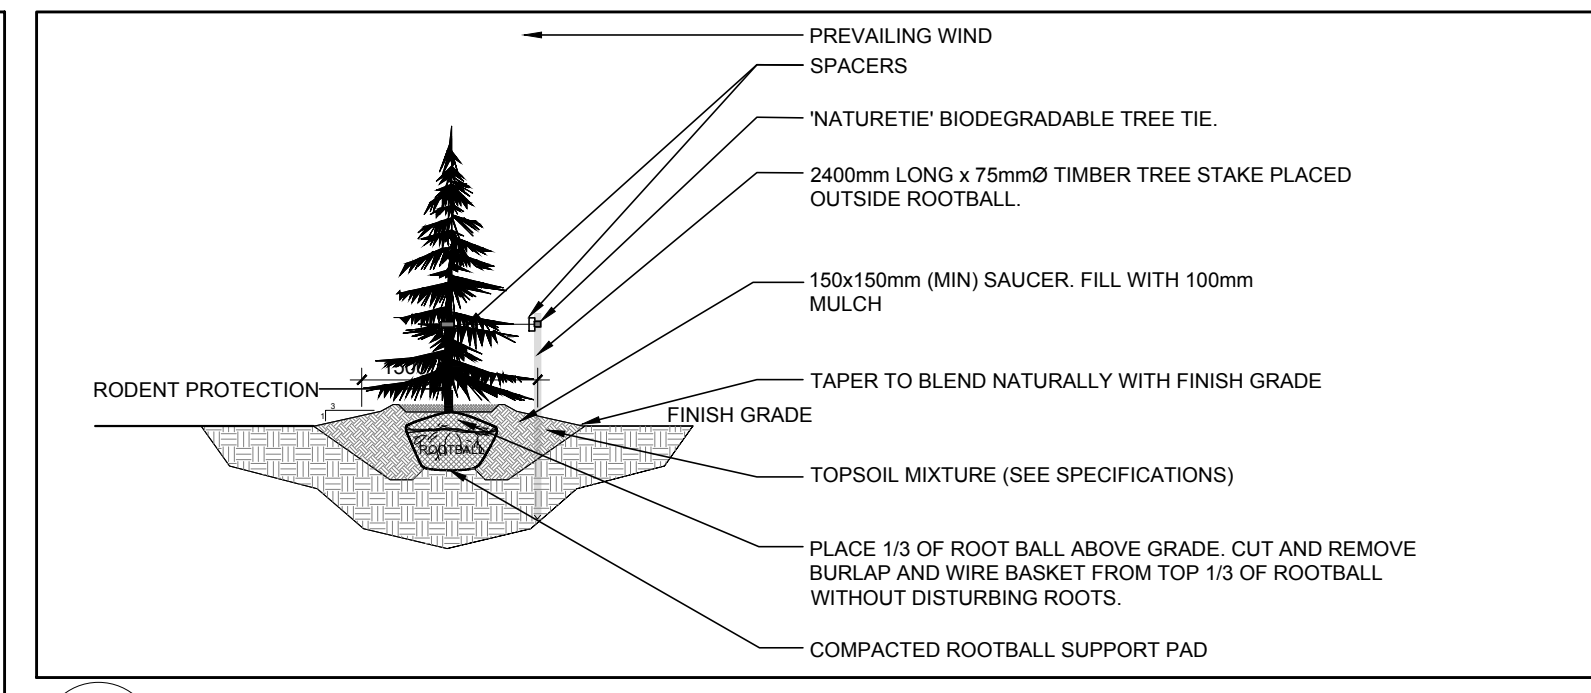 PREVAILING WIND
SPACERS
'NATURETIE' BIODEGRADABLE TREE TIE.
2400mm LONG x 75mmØ TIMBER TREE STAKE PLACED
OUTSIDE ROOTBALL.
150x150mm (MIN) SAUCER. FILL WITH 100mm
MULCH
1500
RODENT PROTECTION
TAPER TO BLEND NATURALLY WITH FINISH GRADE
3
1
FINISH GRADE
ROOTBALL
TOPSOIL MIXTURE (SEE SPECIFICATIONS)
PLACE 1/3 OF ROOT BALL ABOVE GRADE. CUT AND REMOVE
BURLAP AND WIRE BASKET FROM TOP 1/3 OF ROOTBALL
WITHOUT DISTURBING ROOTS.
COMPACTED ROOTBALL SUPPORT PAD